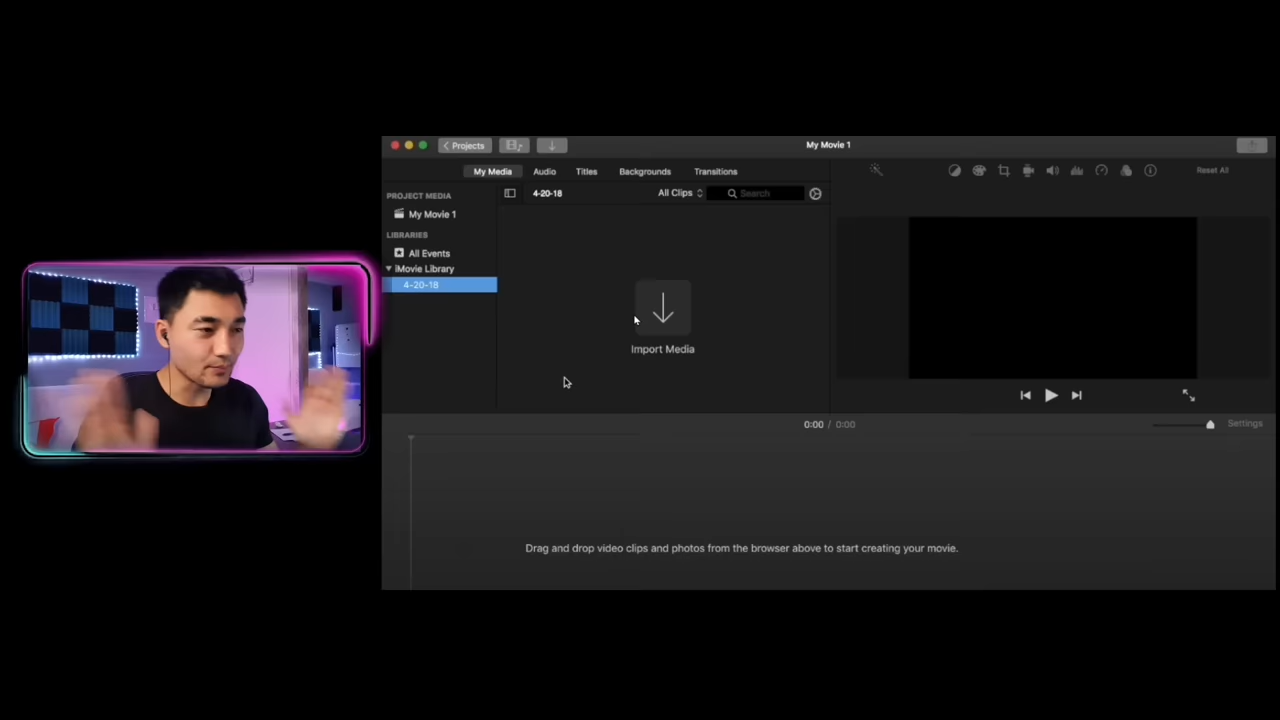 Projects
My Movie 1
My Media
Audio
Titles
Backgrounds
Transitions
Reset All
PROJECT MEDIA
My Movie 1
LIBRARIES
All Events
iMovie Library
4-20-18
4-20-18
All Clips
Search
Import Media
0:00 / 0:00
Settings
Drag and drop video clips and photos from the browser above to start creating your movie.